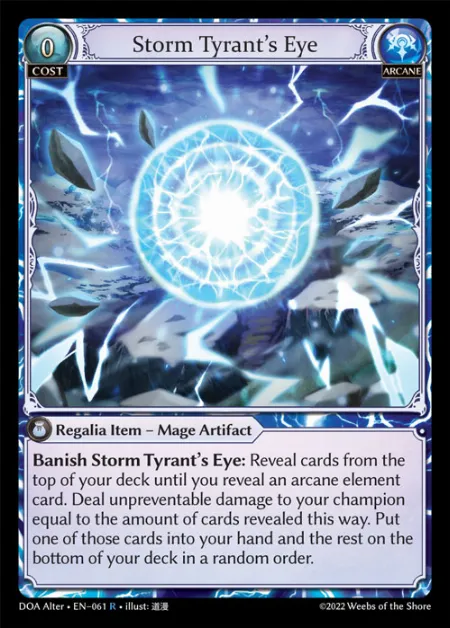 0
COST
Storm Tyrant's Eye
ARCANE
Regalia Item – Mage Artifact
Banish Storm Tyrant's Eye: Reveal cards from the
top of your deck until you reveal an arcane element
card. Deal unpreventable damage to your champion
equal to the amount of cards revealed this way. Put
one of those cards into your hand and the rest on the
bottom of your deck in a random order.
DOA Alter • EN-061 R • illust: 道漫
©2022 Weebs of the Shore